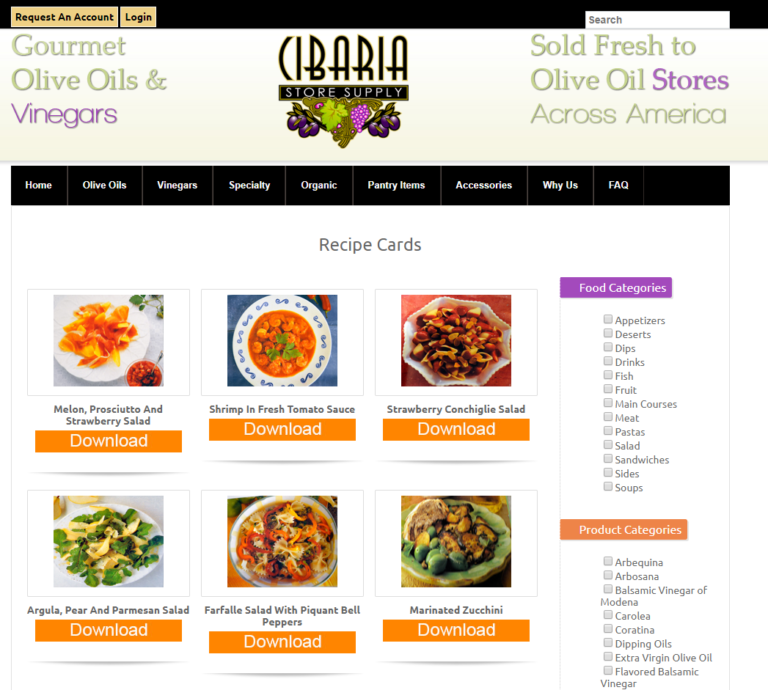 Request An Account
Login
Search
Gourmet
Olive Oils &
Vinegars
CIBARIA
STORE SUPPLY
Sold Fresh to
Olive Oil Stores
Across America
Home
Olive Oils
Vinegars
Specialty
Organic
Pantry Items
Accessories
Why Us
FAQ
Recipe Cards
Melon, Prosciutto And
Strawberry Salad
Download
Shrimp In Fresh Tomato Sauce
Download
Strawberry Conchiglie Salad
Download
Argula, Pear And Parmesan Salad
Download
Farfalle Salad With Piquant Bell
Peppers
Download
Marinated Zucchini
Download
Food Categories
Appetizers
Deserts
Dips
Drinks
Fish
Fruit
Main Courses
Meat
Pastas
Salad
Sandwiches
Sides
Soups
Product Categories
Arbequina
Arbosana
Balsamic Vinegar of
Modena
Carolea
Coratina
Dipping Oils
Extra Virgin Olive Oil
Flavored Balsamic
Vinegar